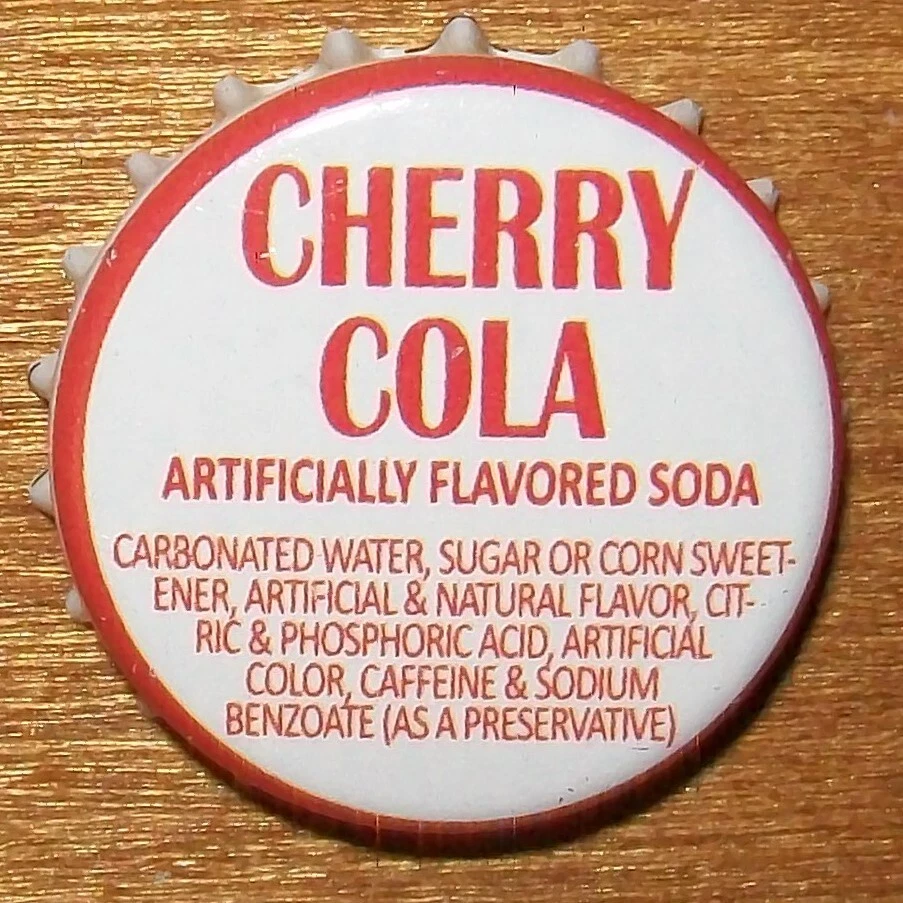 CHERRY
COLA
ARTIFICIALLY FLAVORED SODA
CARBONATED WATER, SUGAR OR CORN SWEET-
ENER, ARTIFICIAL & NATURAL FLAVOR, CIT-
RIC & PHOSPHORIC ACID, ARTIFICIAL
COLOR, CAFFEINE & SODIUM
BENZOATE (AS A PRESERVATIVE)